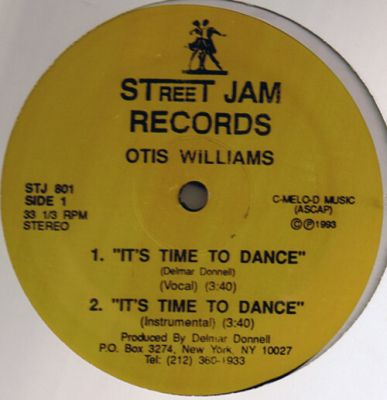 STREET JAM
RECORDS
OTIS WILLIAMS
STJ 801
SIDE 1
33 1/3 RPM
STEREO
C-MELO-D MUSIC
(ASCAP)
©℗1993
1. "IT'S TIME TO DANCE"
(Delmar Donnell)
(Vocal) (3:40)
2. "IT'S TIME TO DANCE"
(Instrumental) (3:40)
Produced By Delmar Donnell
P.O. Box 3274, New York, NY 10027
Tel: (212) 360-1933